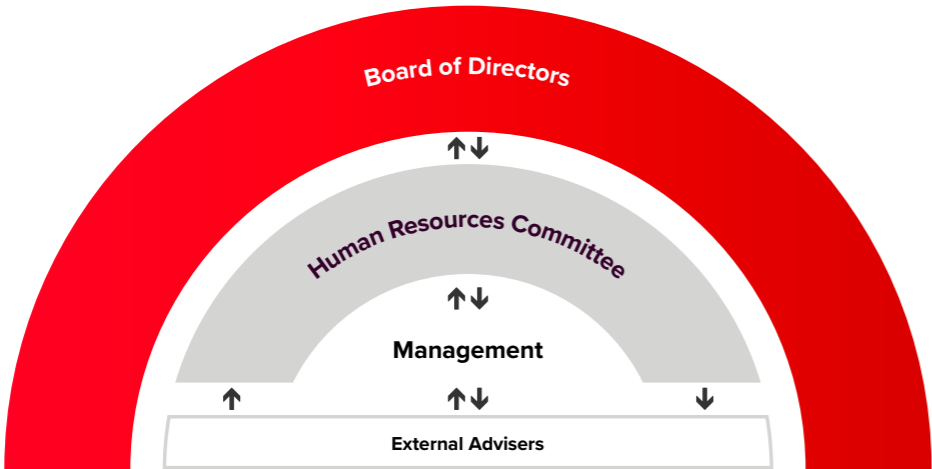 Board of Directors
Human Resources Committee
Management
External Advisers